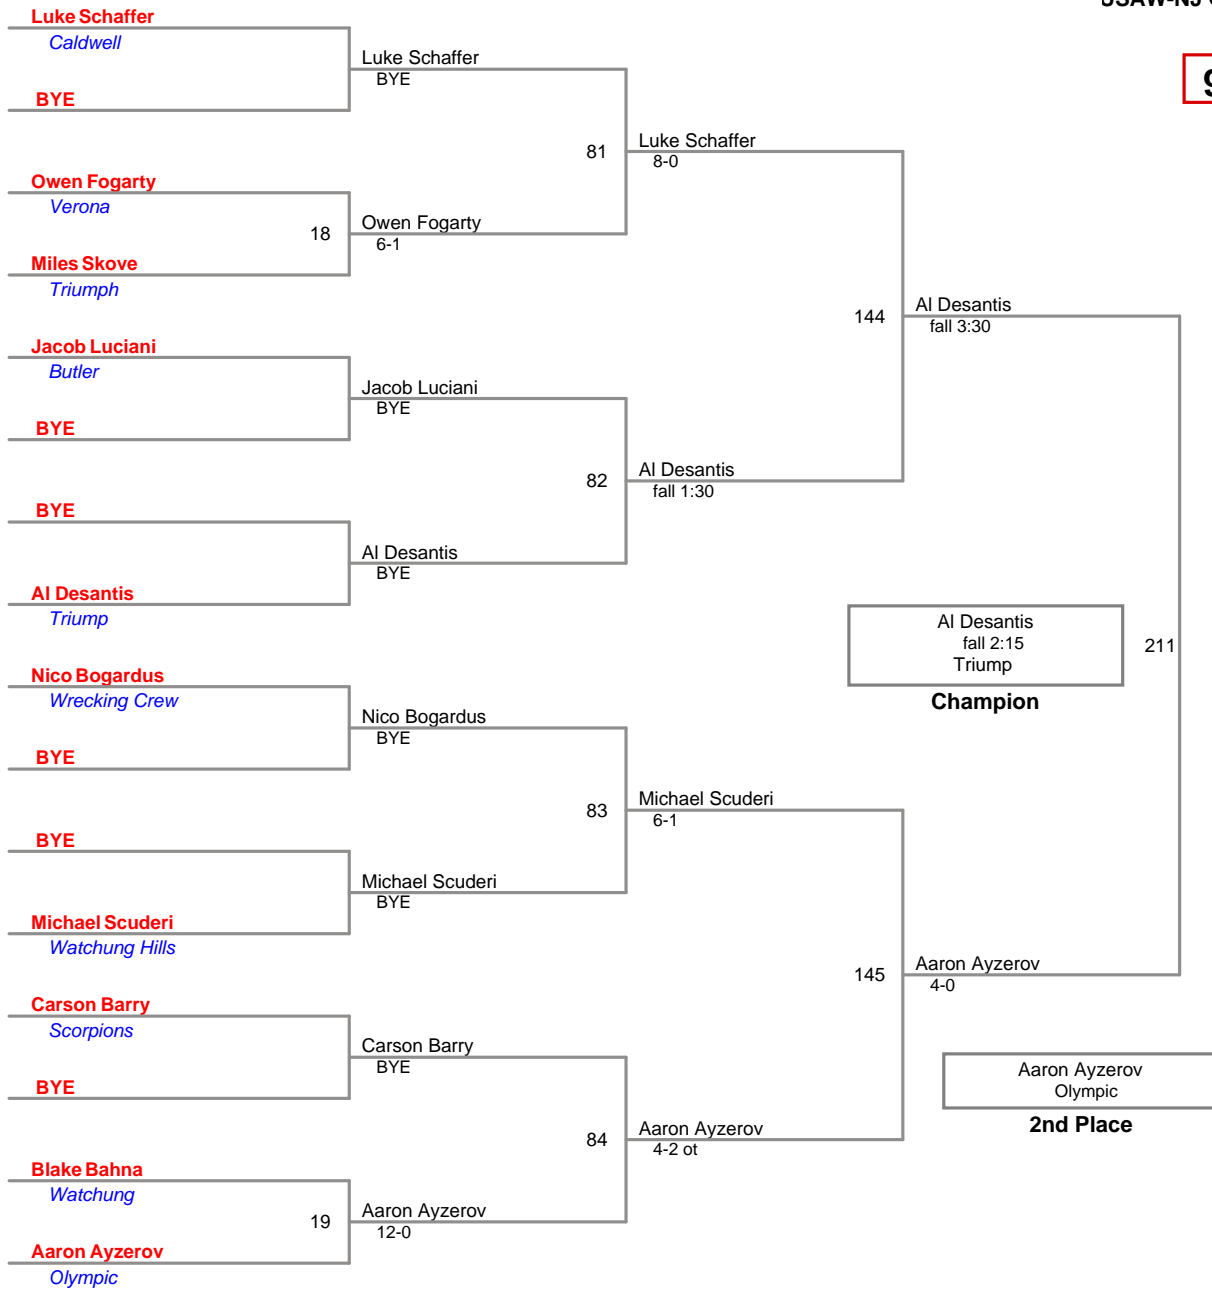 Luke Schaffer
Caldwell
BYE
Owen Fogarty
Verona
Miles Skove
Triumph
Jacob Luciani
Butler
BYE
BYE
Al Desantis
Triump
Nico Bogardus
Wrecking Crew
BYE
BYE
Michael Scuderi
Watchung Hills
Carson Barry
Scorpions
BYE
Blake Bahna
Watchung
Aaron Ayzerov
Olympic
18
19
Luke Schaffer
BYE
Owen Fogarty
6-1
Jacob Luciani
BYE
Al Desantis
BYE
Nico Bogardus
BYE
Michael Scuderi
BYE
Carson Barry
BYE
Aaron Ayzerov
12-0
81
82
83
84
Luke Schaffer
8-0
Al Desantis
fall 1:30
Michael Scuderi
6-1
Aaron Ayzerov
4-2 ot
144
145
Al Desantis
fall 3:30
Aaron Ayzerov
4-0
211
Al Desantis
fall 2:15
Triump
Champion
Aaron Ayzerov
Olympic
2nd Place
USAW-NJ